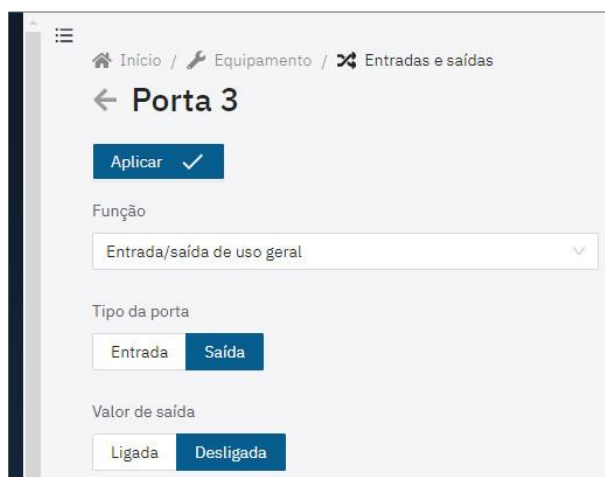 Início / Equipamento / Entradas e saídas
Porta 3
Aplicar
Função
Entrada/saída de uso geral
Tipo da porta
Entrada Saída
Valor de saída
Ligada Desligada